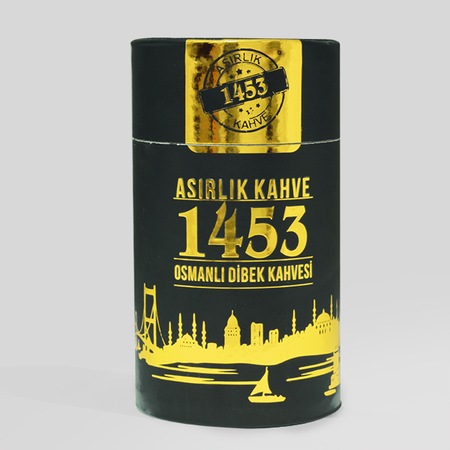 ASIRLIK
1453
KAHVE
ASIRLIK KAHVE
1453
OSMANLI DİBEK KAHVESİ